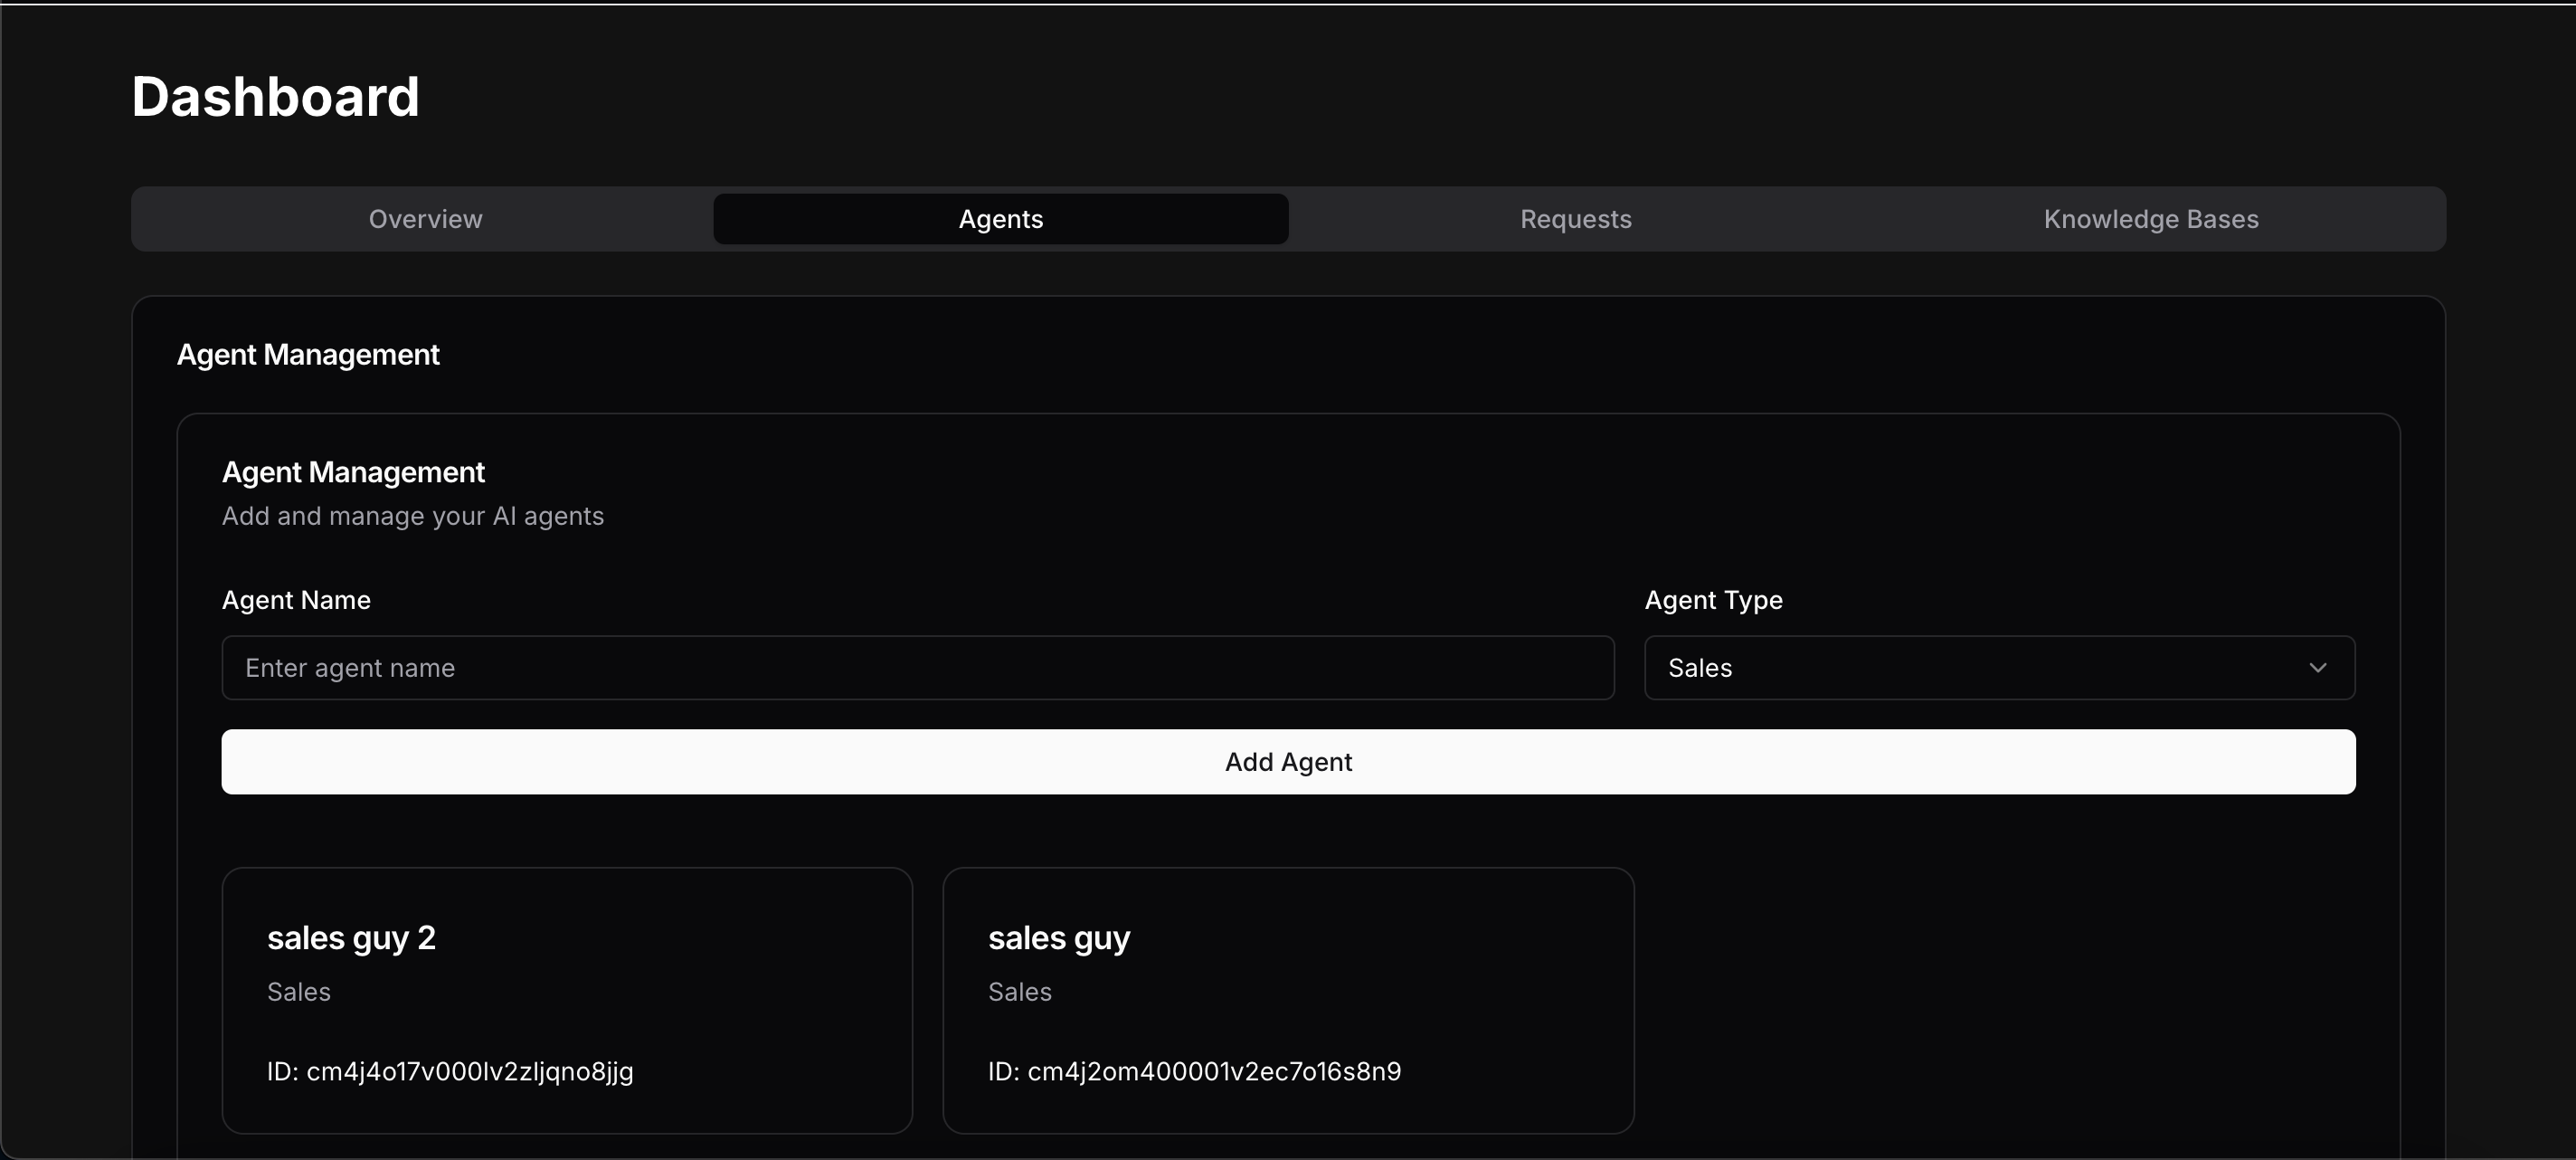 Dashboard
Overview
Agents
Requests
Knowledge Bases
Agent Management
Agent Management
Add and manage your AI agents
Agent Name
Agent Type
Enter agent name
Sales
Add Agent
sales guy 2
Sales
ID: cm4j4o17v000lv2zljqno8jjg
sales guy
Sales
ID: cm4j2om400001v2ec7o16s8n9